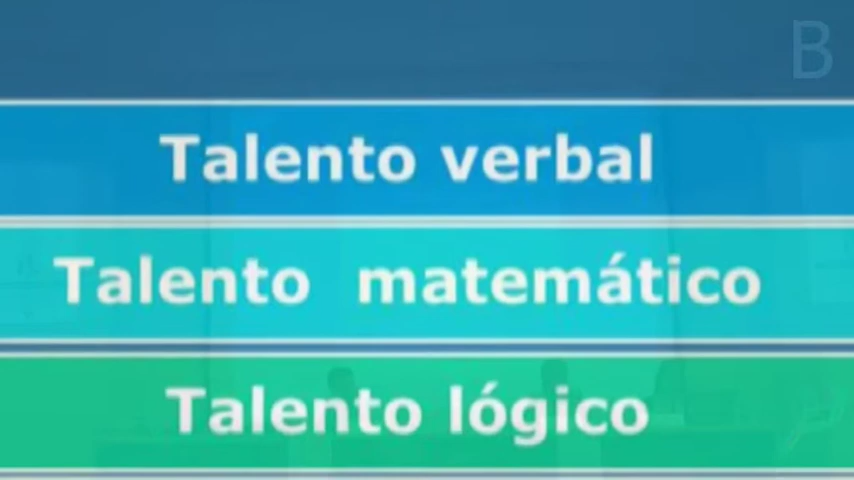 B
Talento verbal
Talento matemático
Talento lógico